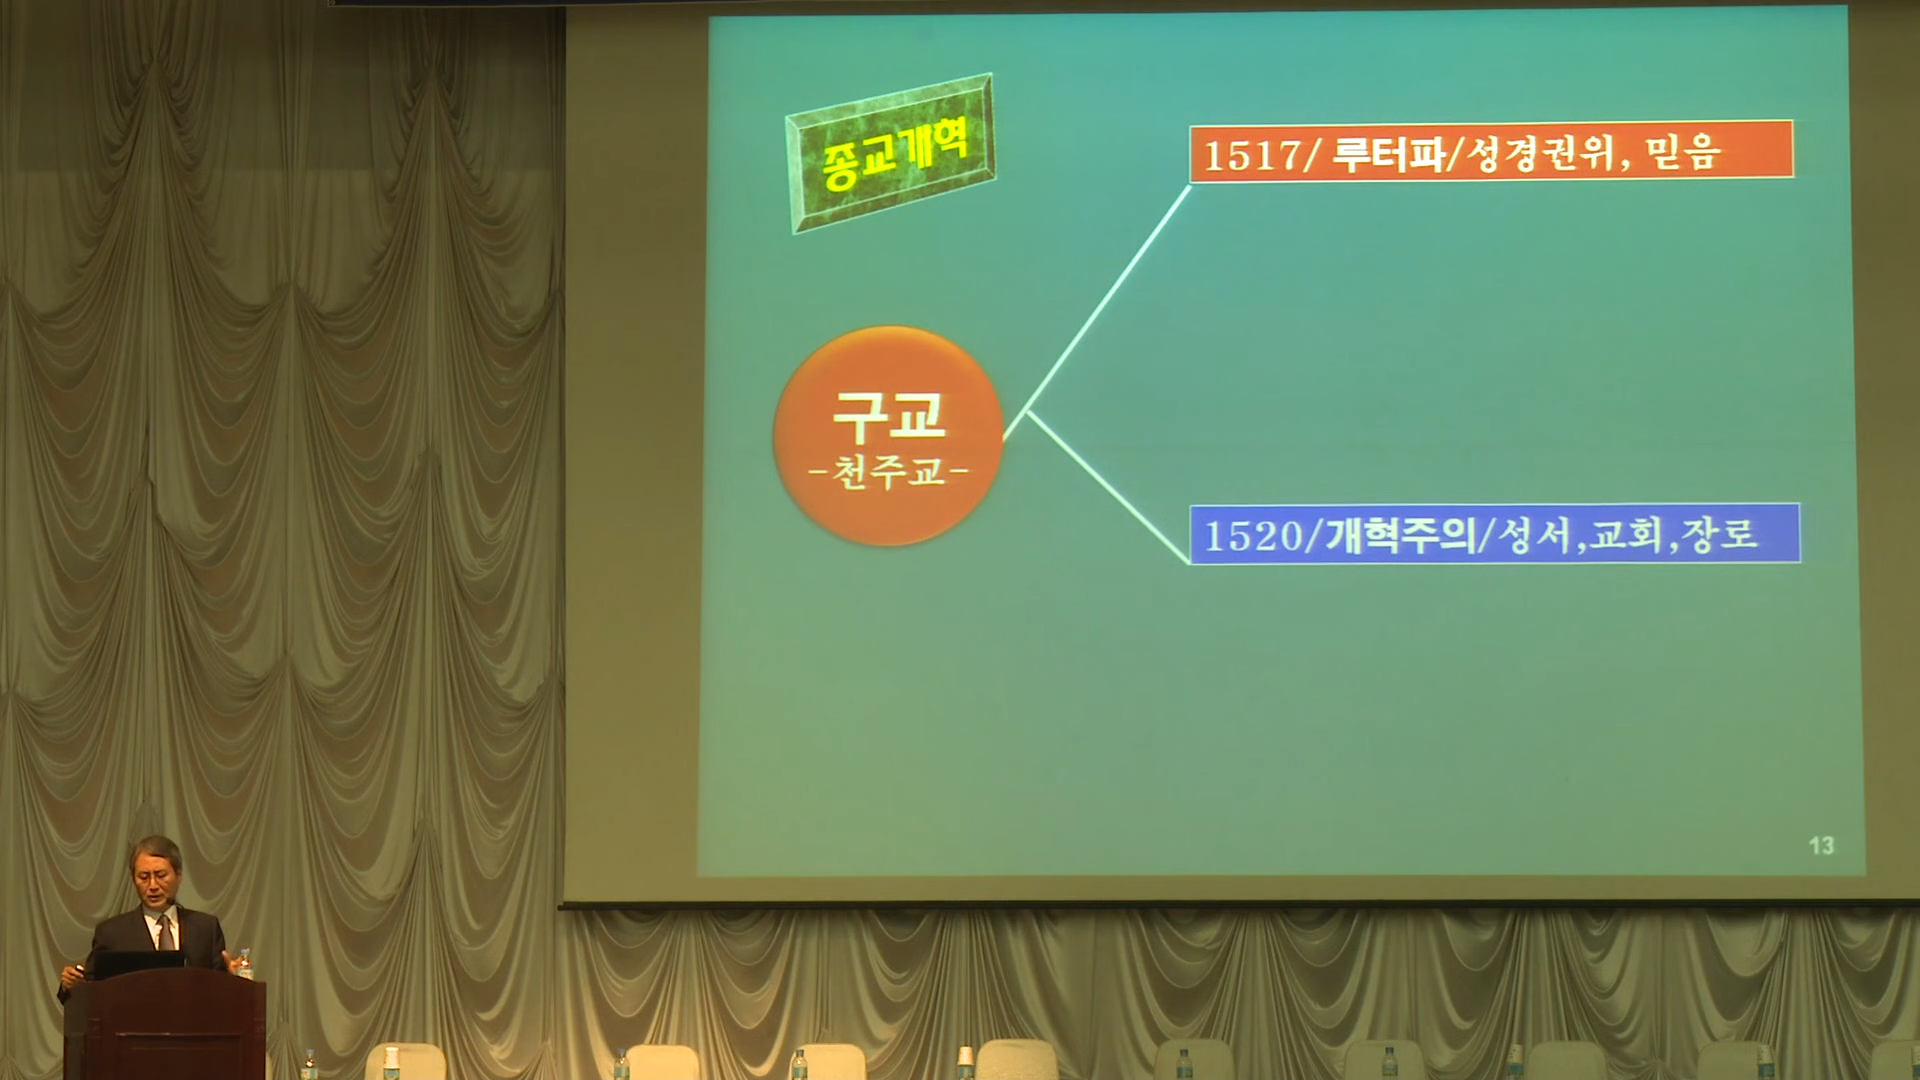 종교개혁
1517/ 루터파/성경권위, 믿음
구교
-천주교-
1520/개혁주의/성서,교회,장로
13